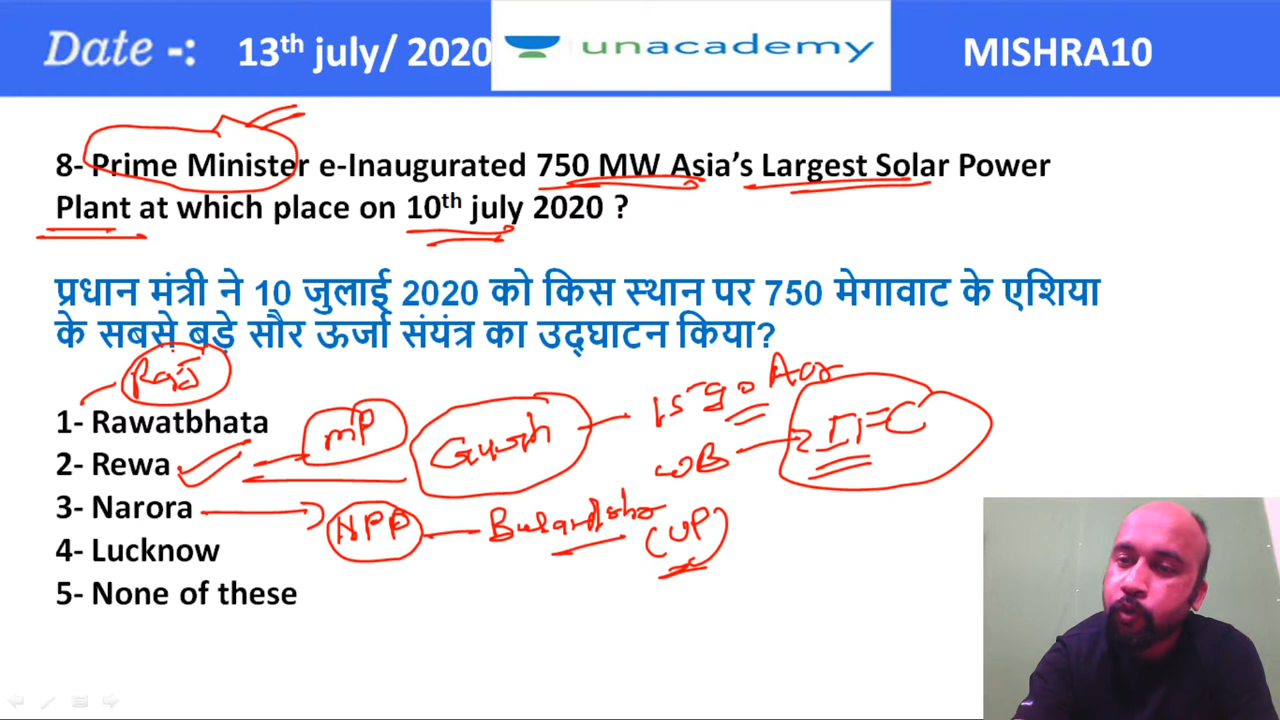 Date -: 13th july/ 2020 unacademy MISHRA10
8- Prime Minister e-Inaugurated 750 MW Asia's Largest Solar Power
Plant at which place on 10th july 2020 ?
प्रधान मंत्री ने 10 जुलाई 2020 को किस स्थान पर 750 मेगावाट के एशिया
के सबसे बड़े सौर ऊर्जा संयंत्र का उद्घाटन किया?
Raj
1- Rawatbhata
MP
2- Rewa
WB
IFC
3- Narora
NPP
(UP)
4- Lucknow
5- None of these